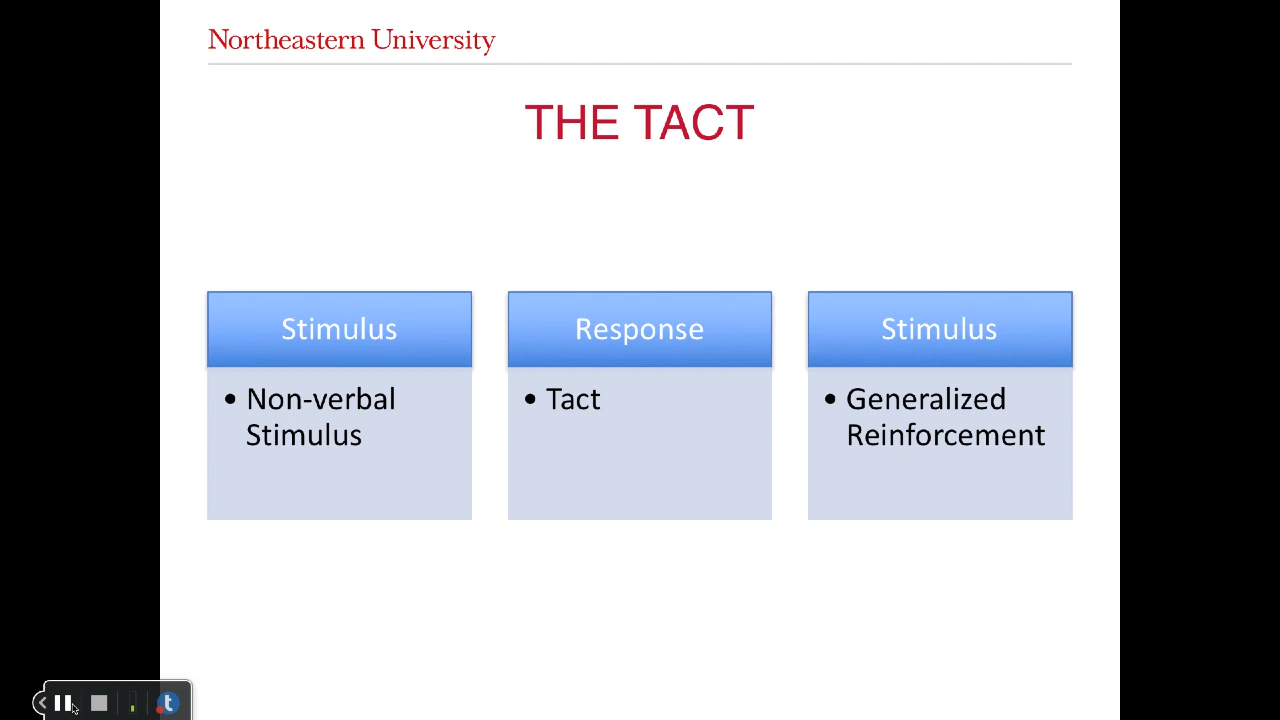 Northeastern University
THE TACT
Stimulus
• Non-verbal
Stimulus
Response
• Tact
Stimulus
• Generalized
Reinforcement
t